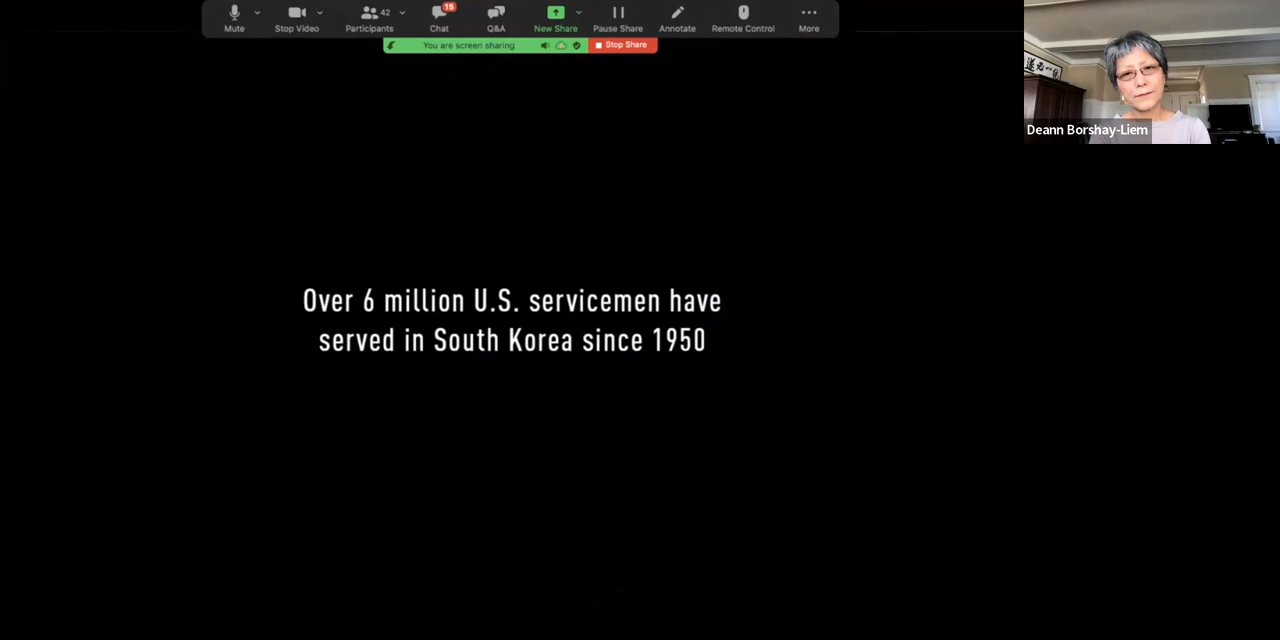 Mute
Stop Video
Participants
42
Chat
15
Q&A
New Share
Pause Share
Annotate
Remote Control
More
You are screen sharing
Stop Share
Deann Borshay-Liem
Over 6 million U.S. servicemen have
served in South Korea since 1950